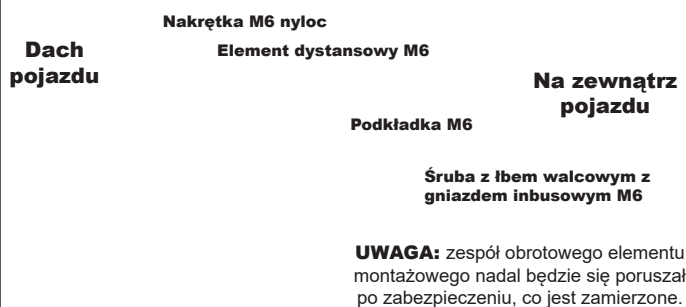 Nakrętka M6 nyloc
Dach
pojazdu
Element dystansowy M6
Na zewnątrz
pojazdu
Podkładka M6
Śruba z łbem walcowym z
gniazdem inbusowym M6
UWAGA: zespół obrotowego elementu
montażowego nadal będzie się poruszał
po zabezpieczeniu, co jest zamierzone.